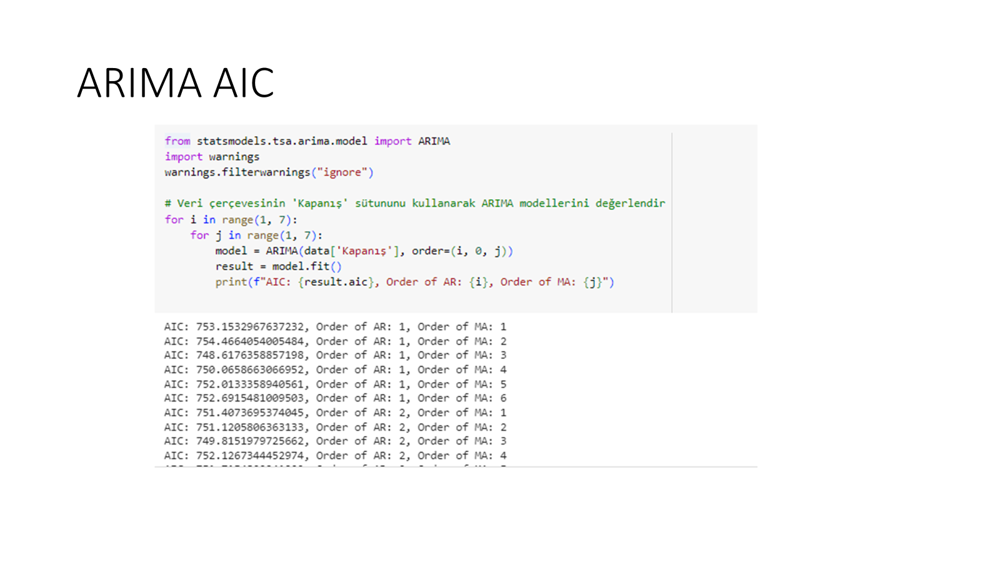 ARIMA AIC
from statsmodels.tsa.arima.model import ARIMA
import warnings
warnings.filterwarnings("ignore")
# Veri çerçevesinin 'Kapanış' sütununu kullanarak ARIMA modellerini değerlendir
for i in range(1, 7):
    for j in range(1, 7):
        model = ARIMA(data['Kapanış'], order=(i, 0, j))
        result = model.fit()
        print(f"AIC: {result.aic}, Order of AR: {i}, Order of MA: {j}")
AIC: 753.1532967637232, Order of AR: 1, Order of MA: 1
AIC: 754.4664054005484, Order of AR: 1, Order of MA: 2
AIC: 748.6176358857198, Order of AR: 1, Order of MA: 3
AIC: 750.0658663066952, Order of AR: 1, Order of MA: 4
AIC: 752.0133358940561, Order of AR: 1, Order of MA: 5
AIC: 752.6915481009503, Order of AR: 1, Order of MA: 6
AIC: 751.4073695374045, Order of AR: 2, Order of MA: 1
AIC: 751.1205806363133, Order of AR: 2, Order of MA: 2
AIC: 749.8151979725662, Order of AR: 2, Order of MA: 3
AIC: 752.1267344452974, Order of AR: 2, Order of MA: 4